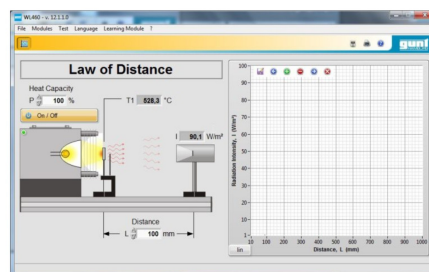 WL460 - v. 12.1.1.0
File Modules Test Language Learning Module ?
gunt
Law of Distance
Heat Capacity
P 100 %
On / Off
T1 528,3 °C
I 90,1 W/m²
Distance
L 100 mm
Radiation Intensity, I (W/m²)
100
90
80
70
60
50
40
30
20
10
1
10 100 200 300 400 500 600 700 800 900 1000
lin
Distance, L (mm)